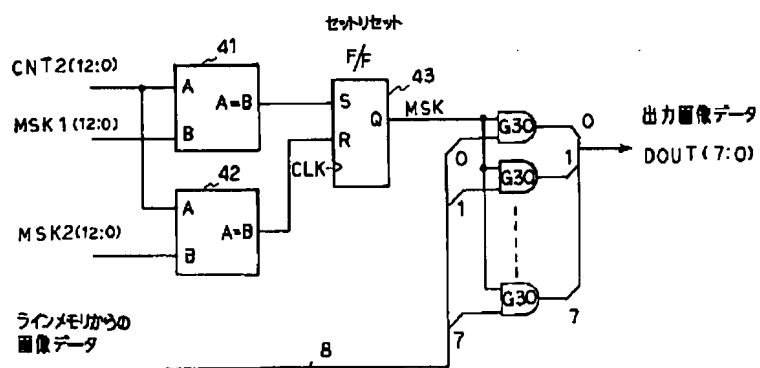 セットリセット
F/F
41
43
CNT2(12:0)
A
A=B
S
Q
MSK
G30
0
出力画像データ
MSK1(12:0)
B
R
0
1
DOUT(7:0)
CLK
G30
42
1
A
MSK2(12:0)
B
A=B
G30
7
ラインメモリからの
画像データ
8
7